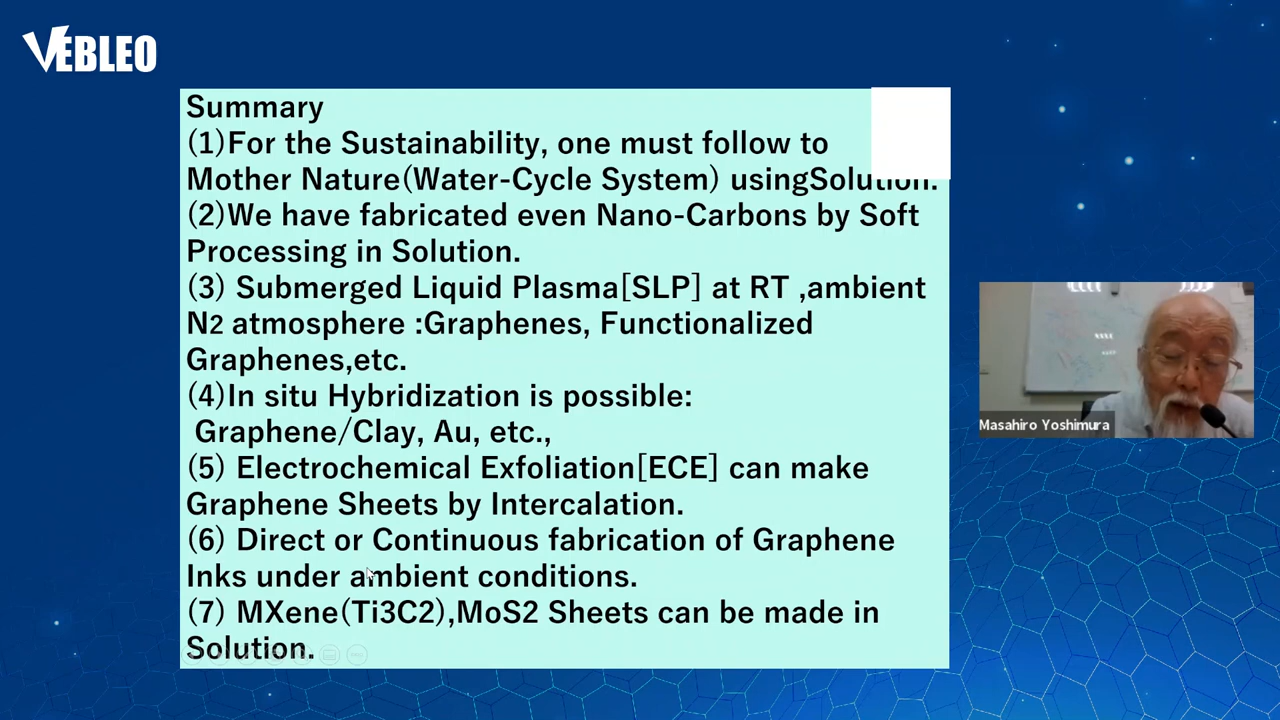 VEBLEO
Summary
(1)For the Sustainability, one must follow to
Mother Nature(Water-Cycle System) usingSolution.
(2)We have fabricated even Nano-Carbons by Soft
Processing in Solution.
(3) Submerged Liquid Plasma[SLP] at RT ,ambient
N2 atmosphere :Graphenes, Functionalized
Graphenes,etc.
(4)In situ Hybridization is possible:
Graphene/Clay, Au, etc.,
(5) Electrochemical Exfoliation[ECE] can make
Graphene Sheets by Intercalation.
(6) Direct or Continuous fabrication of Graphene
Inks under ambient conditions.
(7) MXene(Ti3C2),MoS2 Sheets can be made in
Solution.
Masahiro Yoshimura